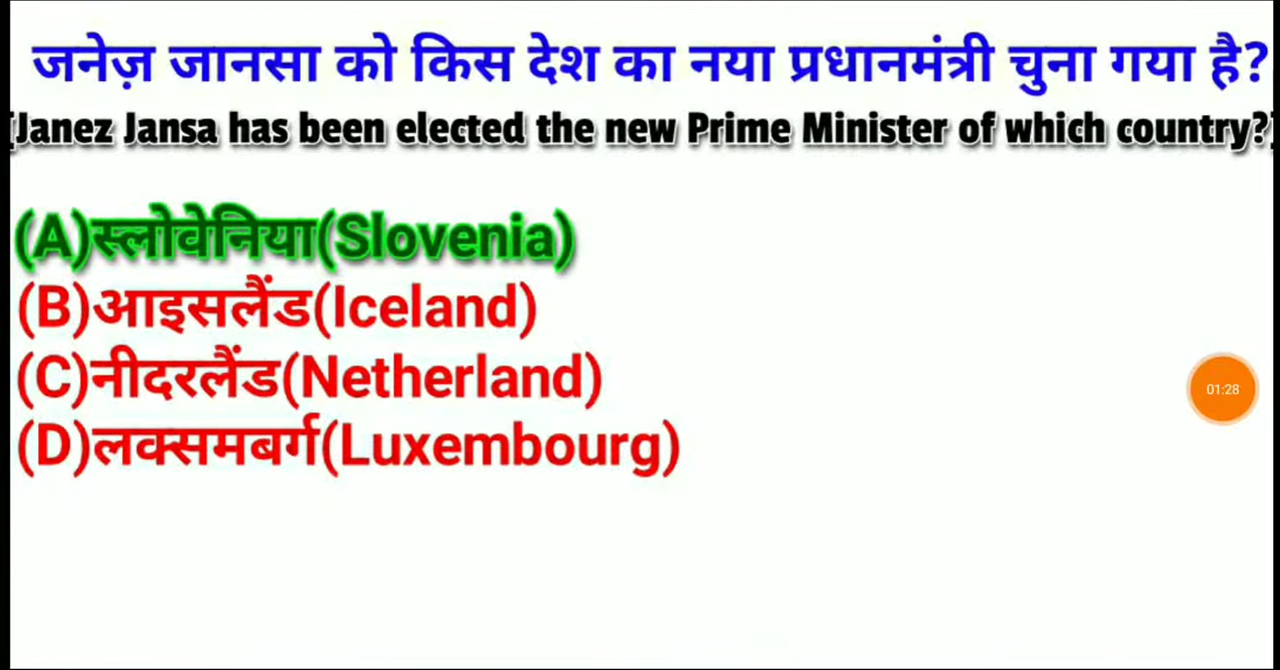 जनेज़ जानसा को किस देश का नया प्रधानमंत्री चुना गया है?
[Janez Jansa has been elected the new Prime Minister of which country?]
(A)स्लोवेनिया(Slovenia)
(B)आइसलैंड(Iceland)
(C)नीदरलैंड(Netherland)
01:28
(D)लक्समबर्ग(Luxembourg)